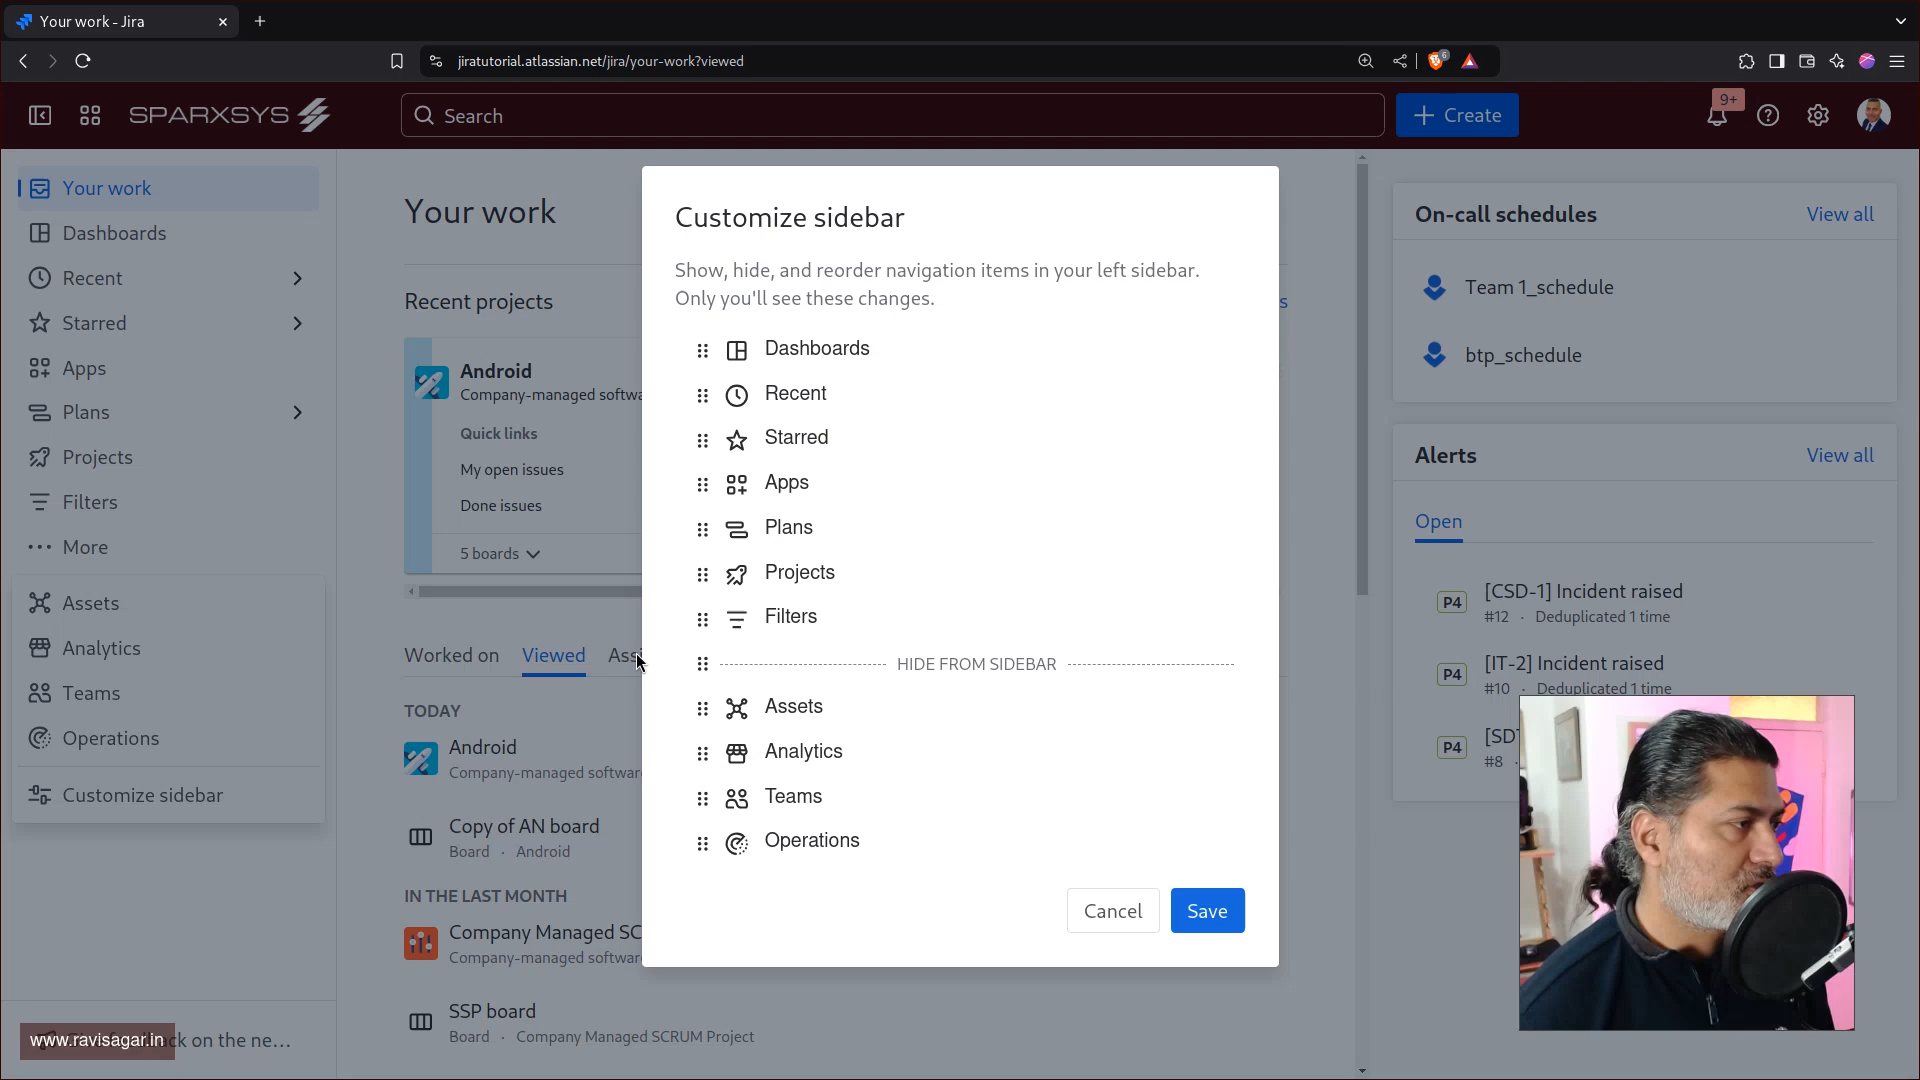 Your work - Jira
jiratutorial.atlassian.net/jira/your-work?viewed
6
SPARXSYS
Search
Create
9+
Your work
Dashboards
Recent
Starred
Apps
Plans
Projects
Filters
More
Assets
Analytics
Teams
Operations
Customize sidebar
www.ravisagar.in
on the ne...
Your work
Recent projects
Android
Company-managed softwa
Quick links
My open issues
Done issues
5 boards
Worked on
Viewed
TODAY
Android
Company-managed softwar
Copy of AN board
Board · Android
IN THE LAST MONTH
Company Managed SC
Company-managed softwar
SSP board
Board · Company Managed SCRUM Project
Customize sidebar
Show, hide, and reorder navigation items in your left sidebar.
Only you'll see these changes.
Dashboards
Recent
Starred
Apps
Plans
Projects
Filters
HIDE FROM SIDEBAR
Assets
Analytics
Teams
Operations
Cancel
Save
On-call schedules
View all
Team 1_schedule
btp_schedule
Alerts
View all
Open
P4
[CSD-1] Incident raised
#12 · Deduplicated 1 time
P4
[IT-2] Incident raised
#10 · Deduplicated 1 time
P4
#8 ·